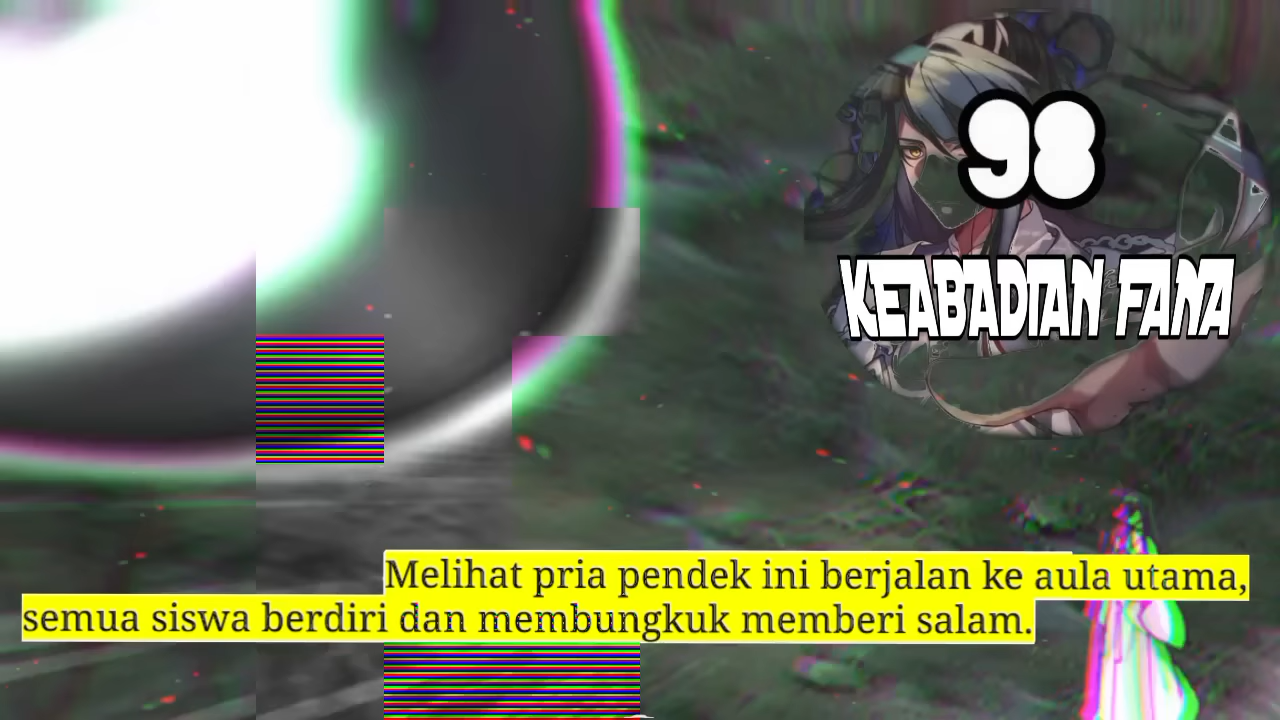 98
KEABADIAN FANA
Melihat pria pendek ini berjalan ke aula utama,
semua siswa berdiri dan membungkuk memberi salam.